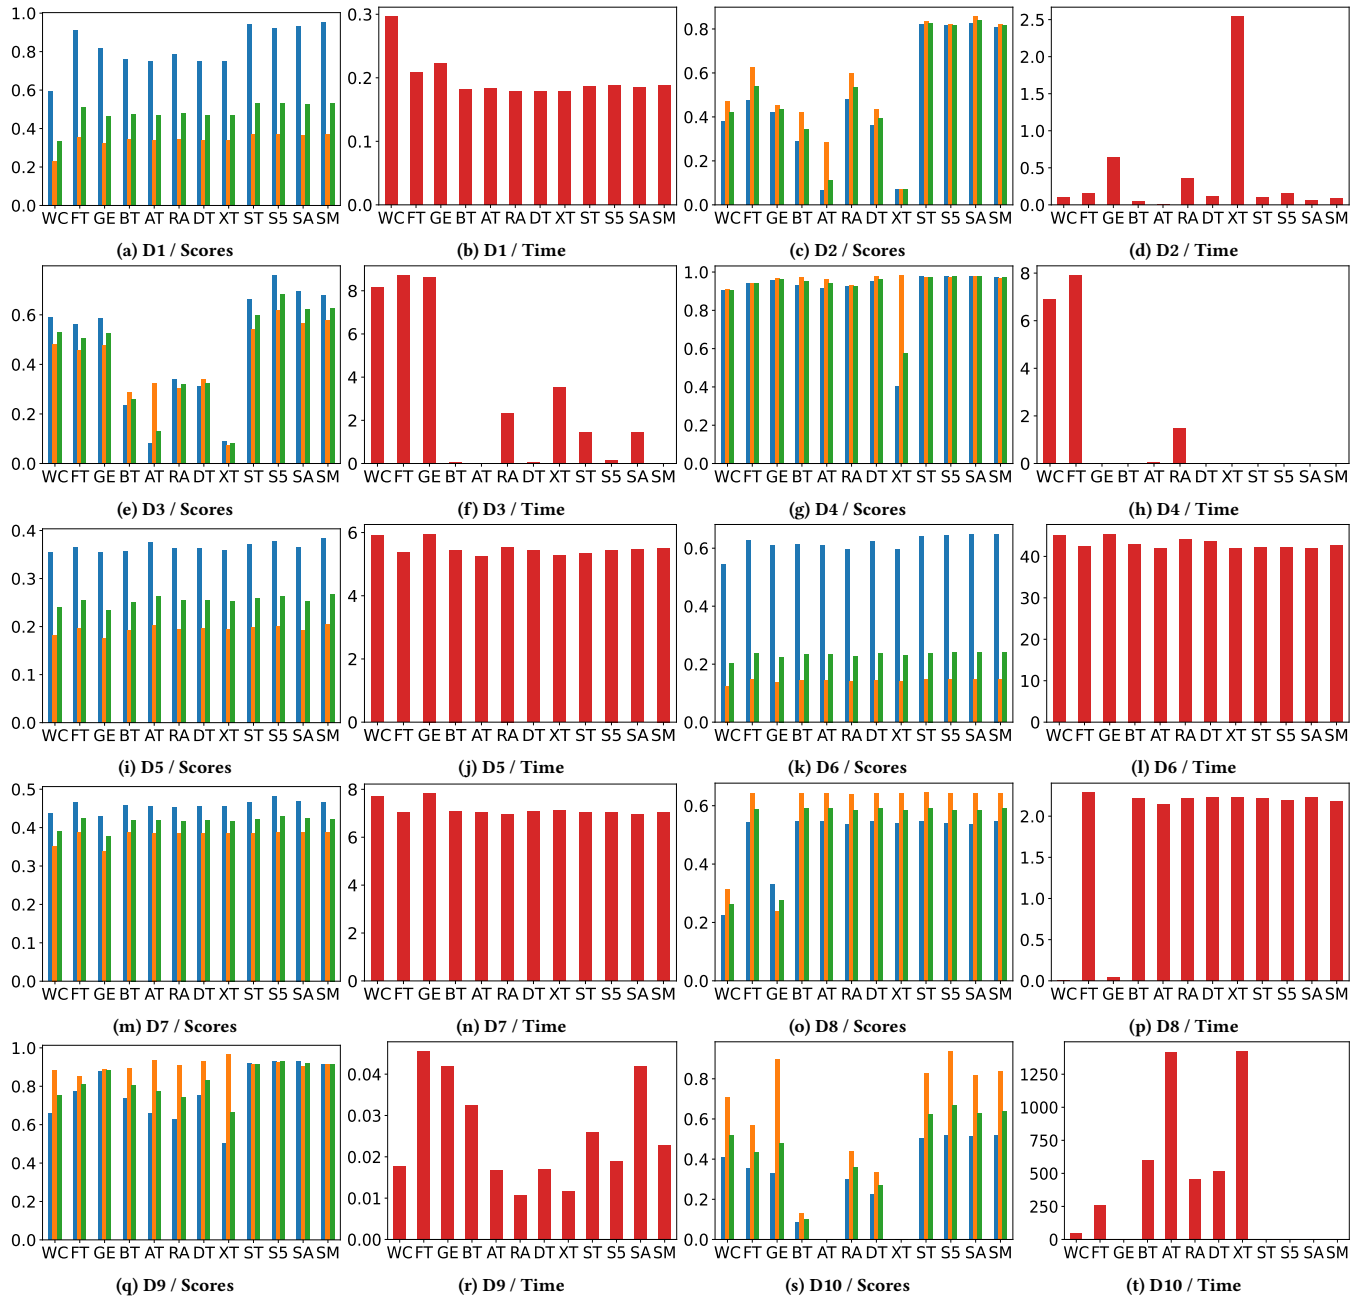 1.0
0.8
0.6
0.4
0.2
0.0
WC FT GE BT AT RA DT XT ST S5 SA SM
(a) D1 / Scores
0.3
0.2
0.1
0.0
WC FT GE BT AT RA DT XT ST S5 SA SM
(b) D1 / Time
0.8
0.6
0.4
0.2
0.0
WC FT GE BT AT RA DT XT ST S5 SA SM
(c) D2 / Scores
2.5
2.0
1.5
1.0
0.5
0.0
WC FT GE BT AT RA DT XT ST S5 SA SM
(d) D2 / Time
0.6
0.4
0.2
0.0
WC FT GE BT AT RA DT XT ST S5 SA SM
(e) D3 / Scores
8
6
4
2
0
WC FT GE BT AT RA DT XT ST S5 SA SM
(f) D3 / Time
1.0
0.8
0.6
0.4
0.2
0.0
WC FT GE BT AT RA DT XT ST S5 SA SM
(g) D4 / Scores
8
6
4
2
0
WC FT GE BT AT RA DT XT ST S5 SA SM
(h) D4 / Time
0.4
0.3
0.2
0.1
0.0
WC FT GE BT AT RA DT XT ST S5 SA SM
(i) D5 / Scores
6
4
2
0
WC FT GE BT AT RA DT XT ST S5 SA SM
(j) D5 / Time
0.6
0.4
0.2
0.0
WC FT GE BT AT RA DT XT ST S5 SA SM
(k) D6 / Scores
40
30
20
10
0
WC FT GE BT AT RA DT XT ST S5 SA SM
(l) D6 / Time
0.5
0.4
0.3
0.2
0.1
0.0
WC FT GE BT AT RA DT XT ST S5 SA SM
(m) D7 / Scores
8
6
4
2
0
WC FT GE BT AT RA DT XT ST S5 SA SM
(n) D7 / Time
0.6
0.4
0.2
0.0
WC FT GE BT AT RA DT XT ST S5 SA SM
(o) D8 / Scores
2.0
1.5
1.0
0.5
0.0
WC FT GE BT AT RA DT XT ST S5 SA SM
(p) D8 / Time
1.0
0.8
0.6
0.4
0.2
0.0
WC FT GE BT AT RA DT XT ST S5 SA SM
(q) D9 / Scores
0.04
0.03
0.02
0.01
0.00
WC FT GE BT AT RA DT XT ST S5 SA SM
(r) D9 / Time
0.8
0.6
0.4
0.2
0.0
WC FT GE BT AT RA DT XT ST S5 SA SM
(s) D10 / Scores
1250
1000
750
500
250
0
WC FT GE BT AT RA DT XT ST S5 SA SM
(t) D10 / Time